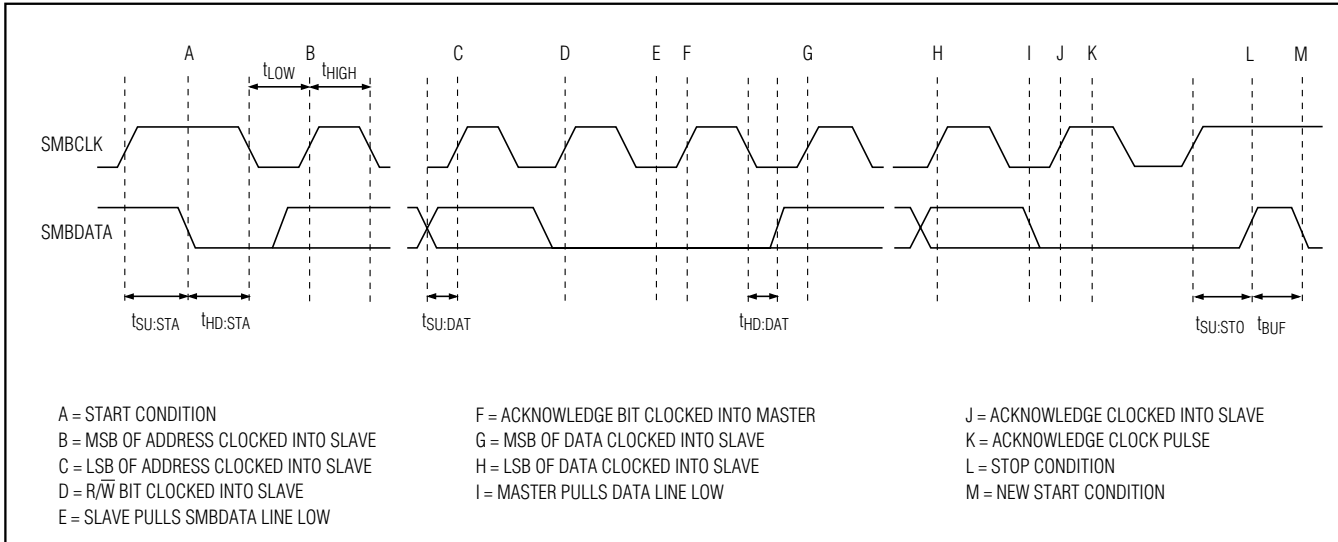 A B C D E F G H I J K L M
tLOW tHIGH
SMBCLK
SMBDATA
tSU:STA tHD:STA tSU:DAT tHD:DAT tSU:STO tBUF
A = START CONDITION
B = MSB OF ADDRESS CLOCKED INTO SLAVE
C = LSB OF ADDRESS CLOCKED INTO SLAVE
D = R/W̅ BIT CLOCKED INTO SLAVE
E = SLAVE PULLS SMBDATA LINE LOW
F = ACKNOWLEDGE BIT CLOCKED INTO MASTER
G = MSB OF DATA CLOCKED INTO SLAVE
H = LSB OF DATA CLOCKED INTO SLAVE
I = MASTER PULLS DATA LINE LOW
J = ACKNOWLEDGE CLOCKED INTO SLAVE
K = ACKNOWLEDGE CLOCK PULSE
L = STOP CONDITION
M = NEW START CONDITION